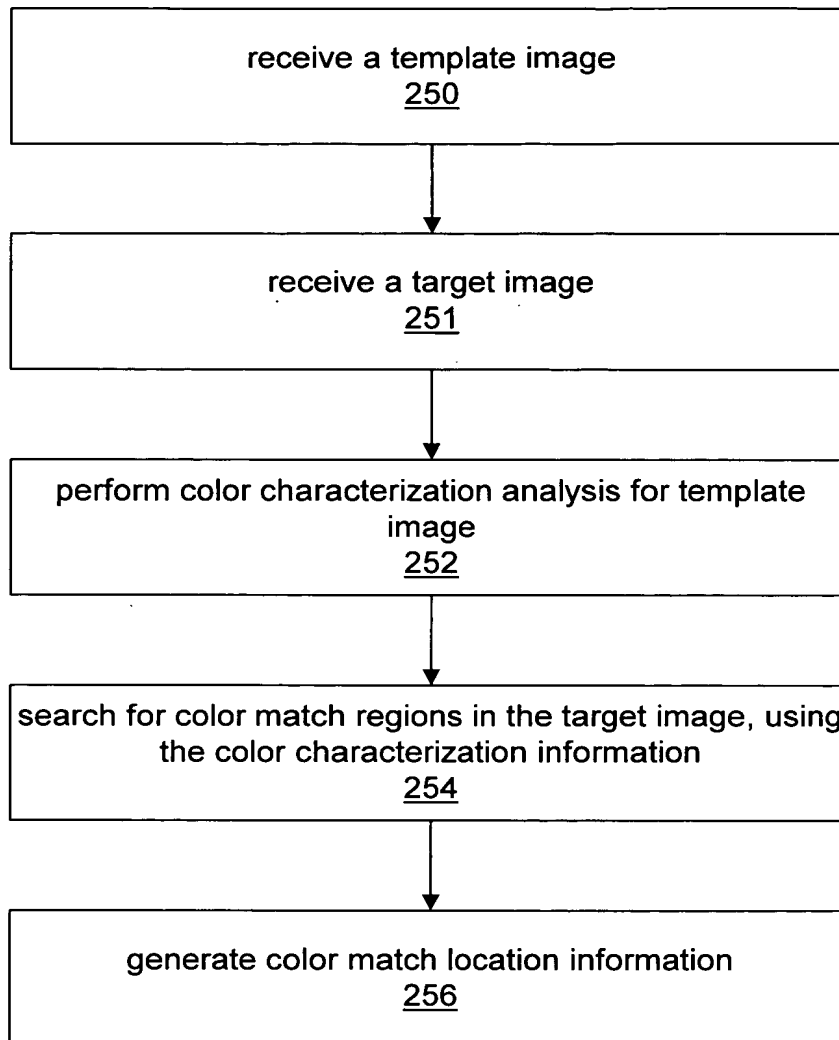 receive a template image
250
receive a target image
251
perform color characterization analysis for template
image
252
search for color match regions in the target image, using
the color characterization information
254
generate color match location information
256